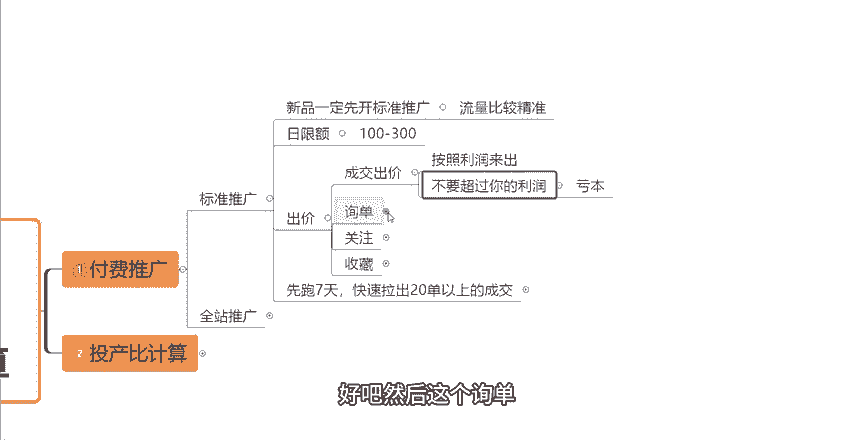 新品一定先开标准推广
流量比较精准
日限额
100-300
按照利润来出
成交出价
不要超过你的利润
亏本
标准推广
询单
出价
关注
收藏
1 付费推广
先跑7天，快速拉出20单以上的成交
全站推广
2 投产比计算
好吧然后这个询单